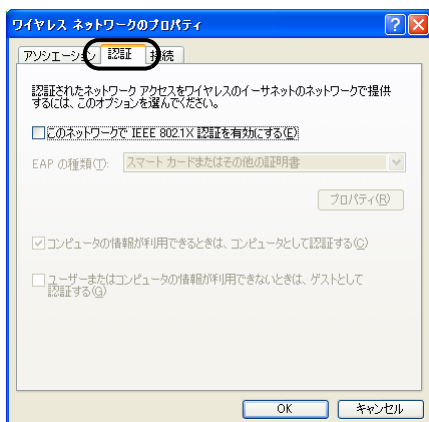 ワイヤレス ネットワークのプロパティ
アソシエーション 認証 接続
認証されたネットワーク アクセスをワイヤレスのイーサネットのネットワークで提供
するには、このオプションを選んでください。
このネットワークで IEEE 802.1X 認証を有効にする(E)
EAP の種類(T): スマート カードまたはその他の証明書
プロパティ(R)
コンピュータの情報が利用できるときは、コンピュータとして認証する(C)
ユーザーまたはコンピュータの情報が利用できないときは、ゲストとして
認証する(G)
OK キャンセル